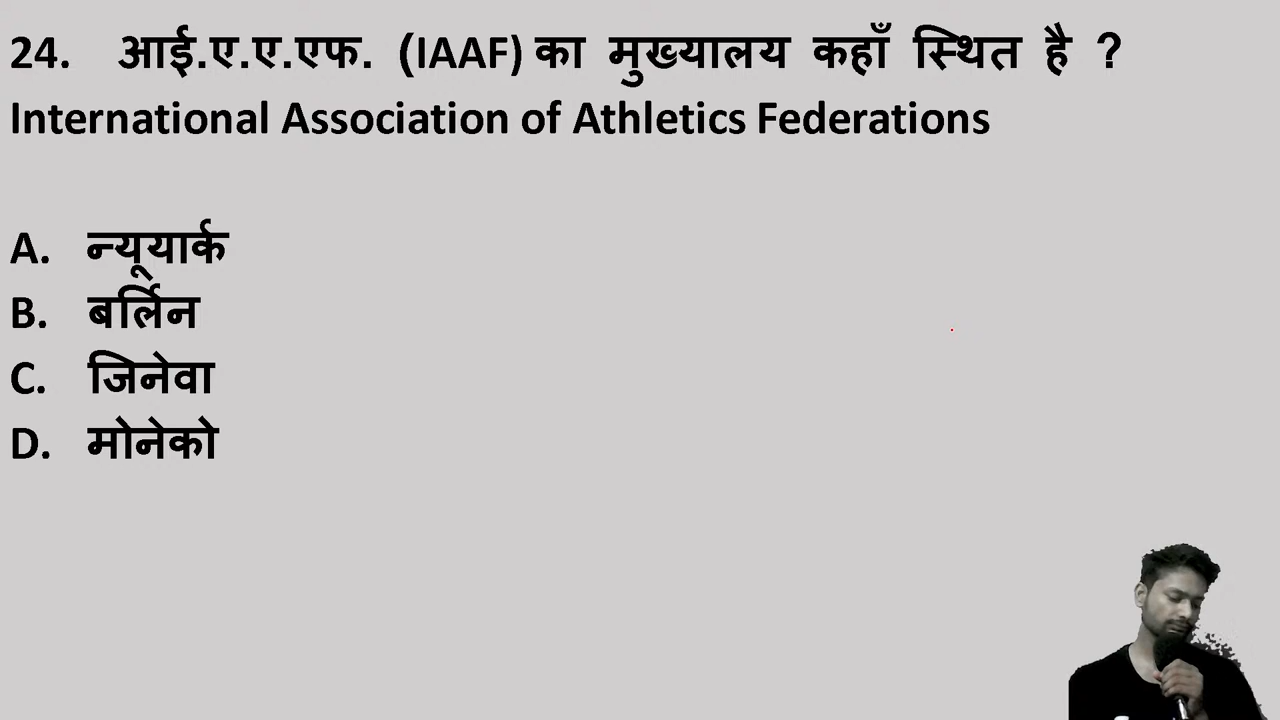 24. आई.ए.ए.एफ. (IAAF) का मुख्यालय कहाँ स्थित है ?
International Association of Athletics Federations
A. न्यूयार्क
B. बर्लिन
C. जिनेवा
D. मोनेको